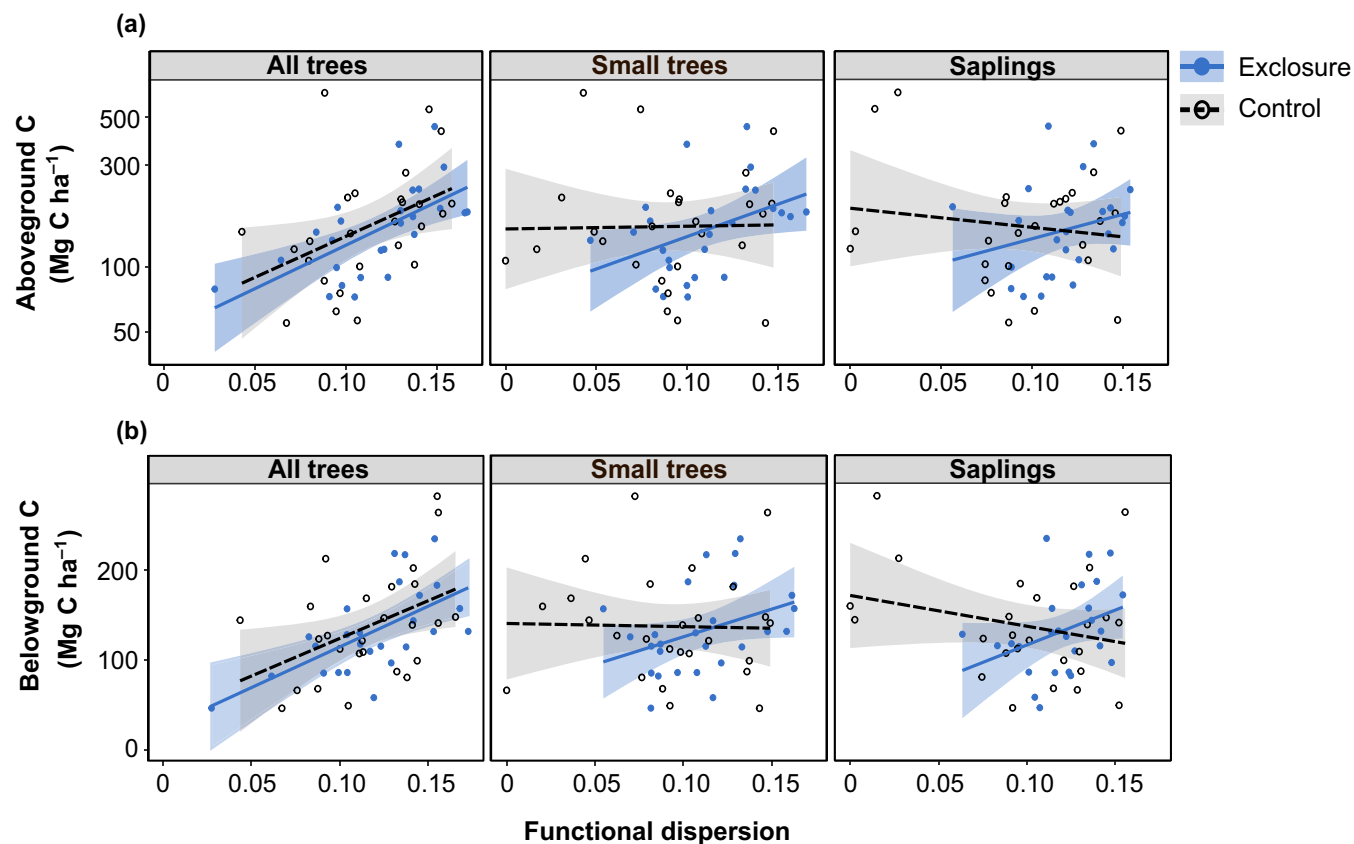 (a)
All trees Small trees Saplings
Exclosure
Control
Aboveground C
(Mg C ha⁻¹)
500
300
100
50
0 0.05 0.10 0.15 0 0.05 0.10 0.15 0 0.05 0.10 0.15
(b)
All trees Small trees Saplings
Belowground C
(Mg C ha⁻¹)
200
100
0
0 0.05 0.10 0.15 0 0.05 0.10 0.15 0 0.05 0.10 0.15
Functional dispersion